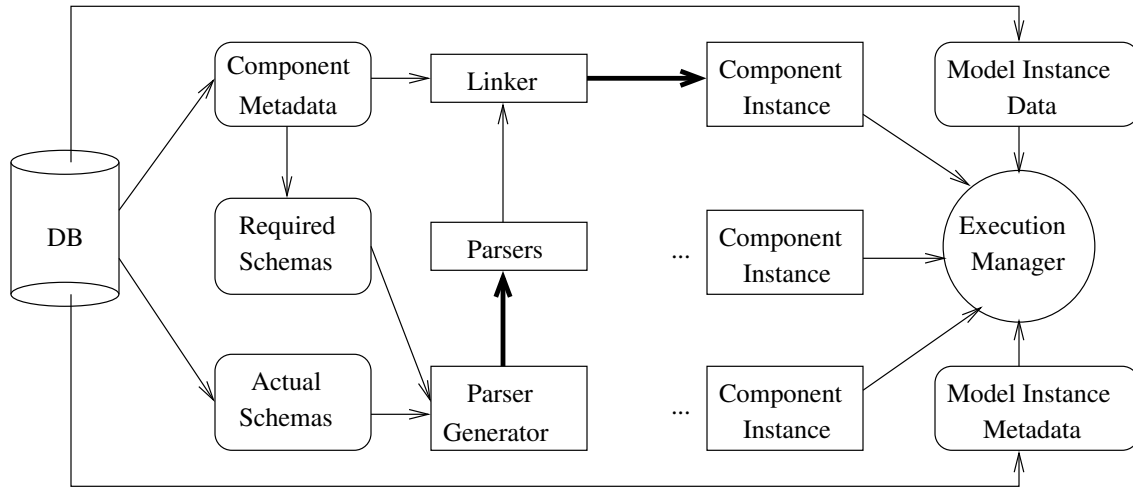 Component
Metadata
Linker
Component
Instance
Model Instance
Data
DB
Required
Schemas
Parsers
...
Component
Instance
Execution
Manager
Actual
Schemas
Parser
Generator
...
Component
Instance
Model Instance
Metadata